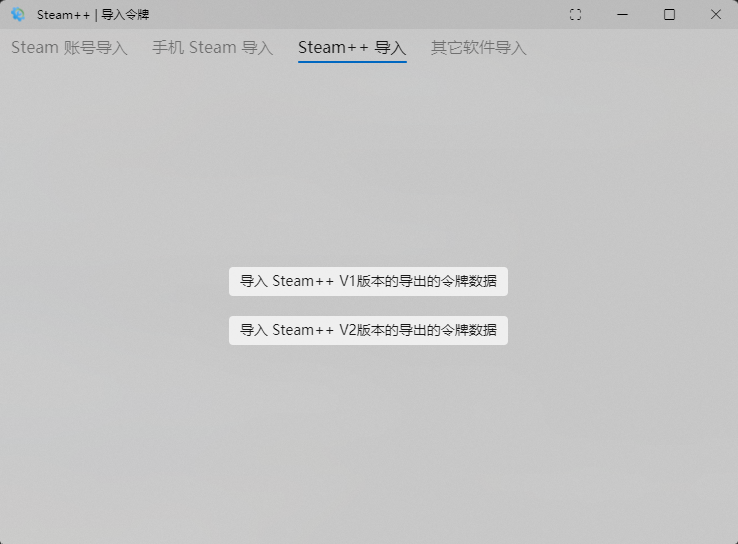 Steam++ | 导入令牌
Steam 账号导入 手机 Steam 导入 Steam++ 导入 其它软件导入
导入 Steam++ V1版本的导出的令牌数据
导入 Steam++ V2版本的导出的令牌数据